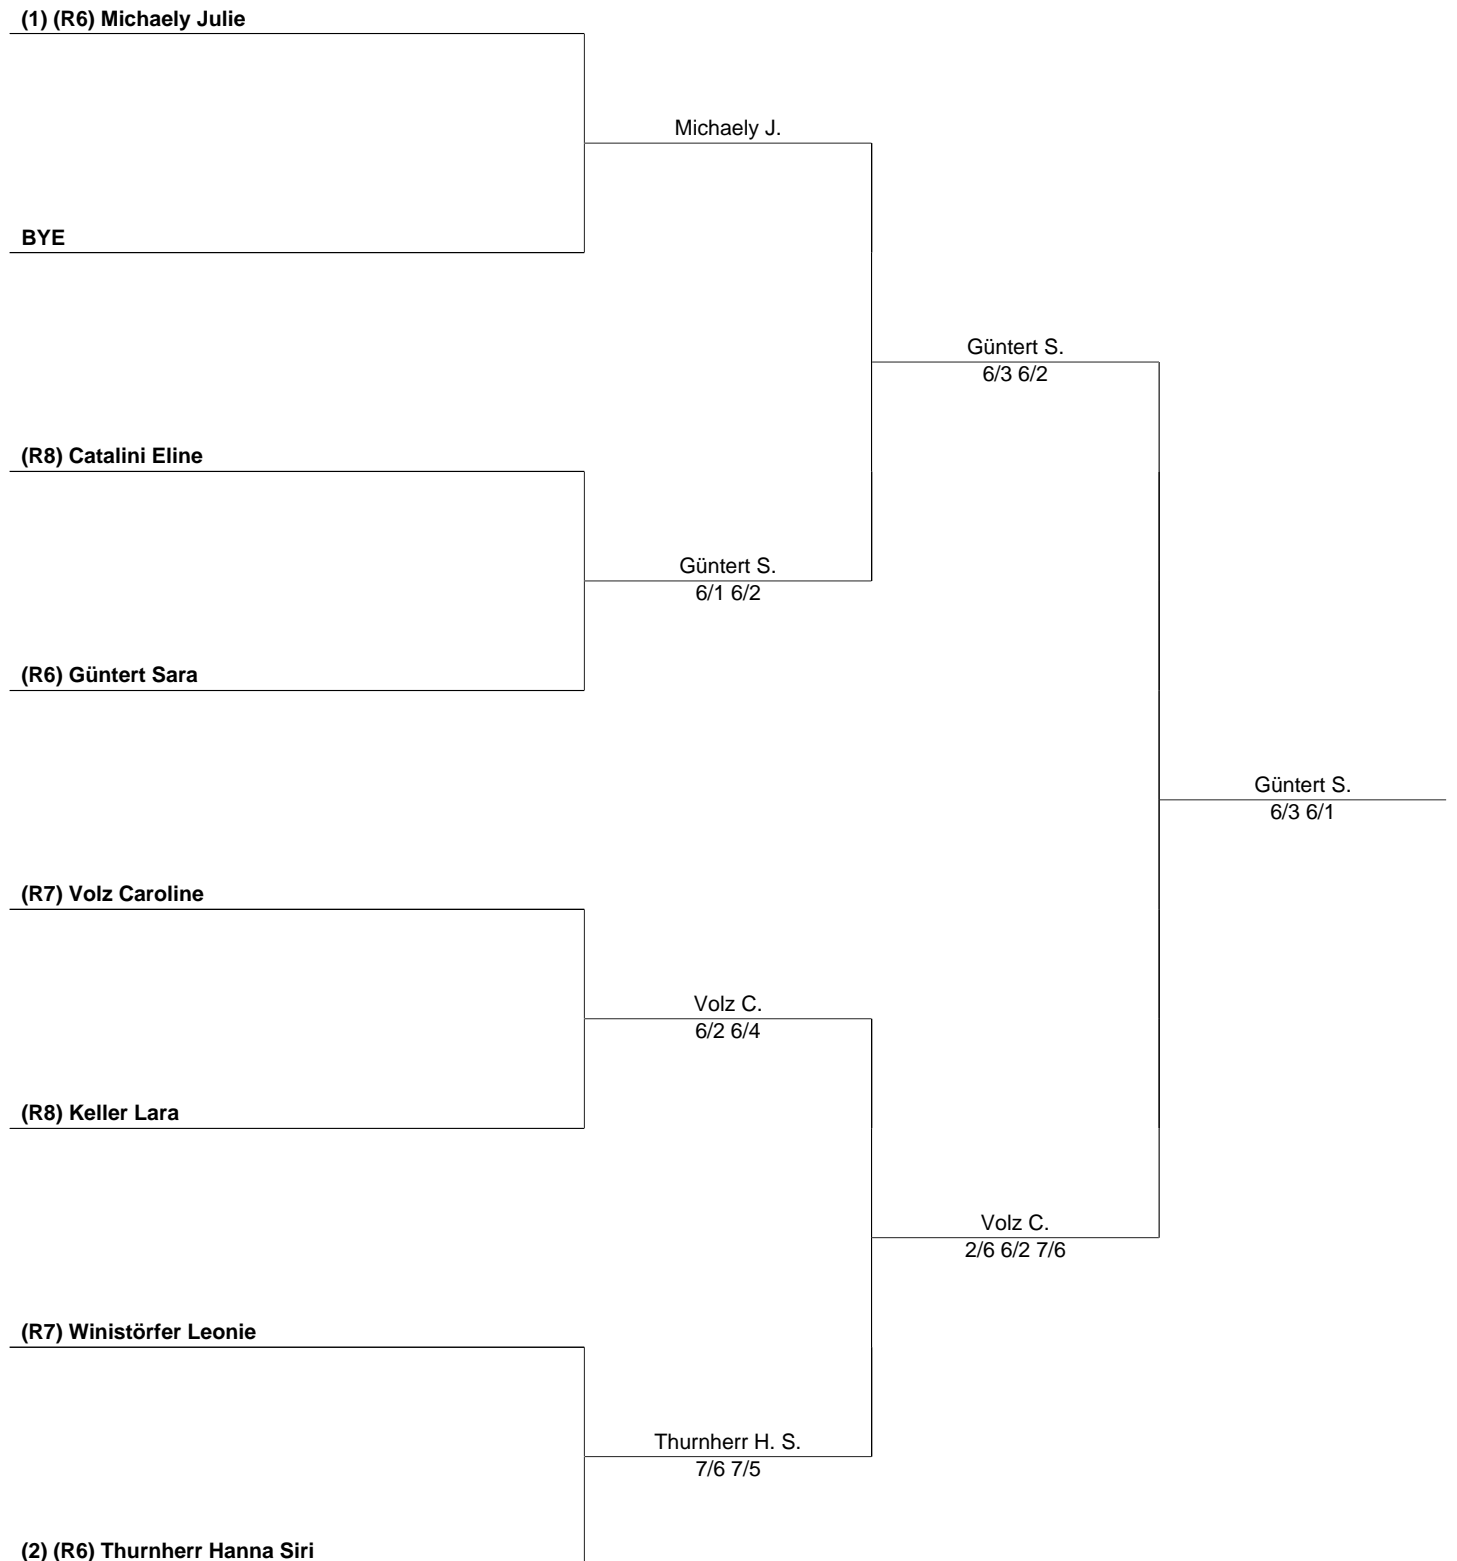 (1) (R6) Michaely Julie
Michaely J.
BYE
Güntert S.
6/3 6/2
(R8) Catalini Eline
Güntert S.
6/1 6/2
(R6) Güntert Sara
Güntert S.
6/3 6/1
(R7) Volz Caroline
Volz C.
6/2 6/4
(R8) Keller Lara
Volz C.
2/6 6/2 7/6
(R7) Winistörfer Leonie
Thurnherr H. S.
7/6 7/5
(2) (R6) Thurnherr Hanna Siri